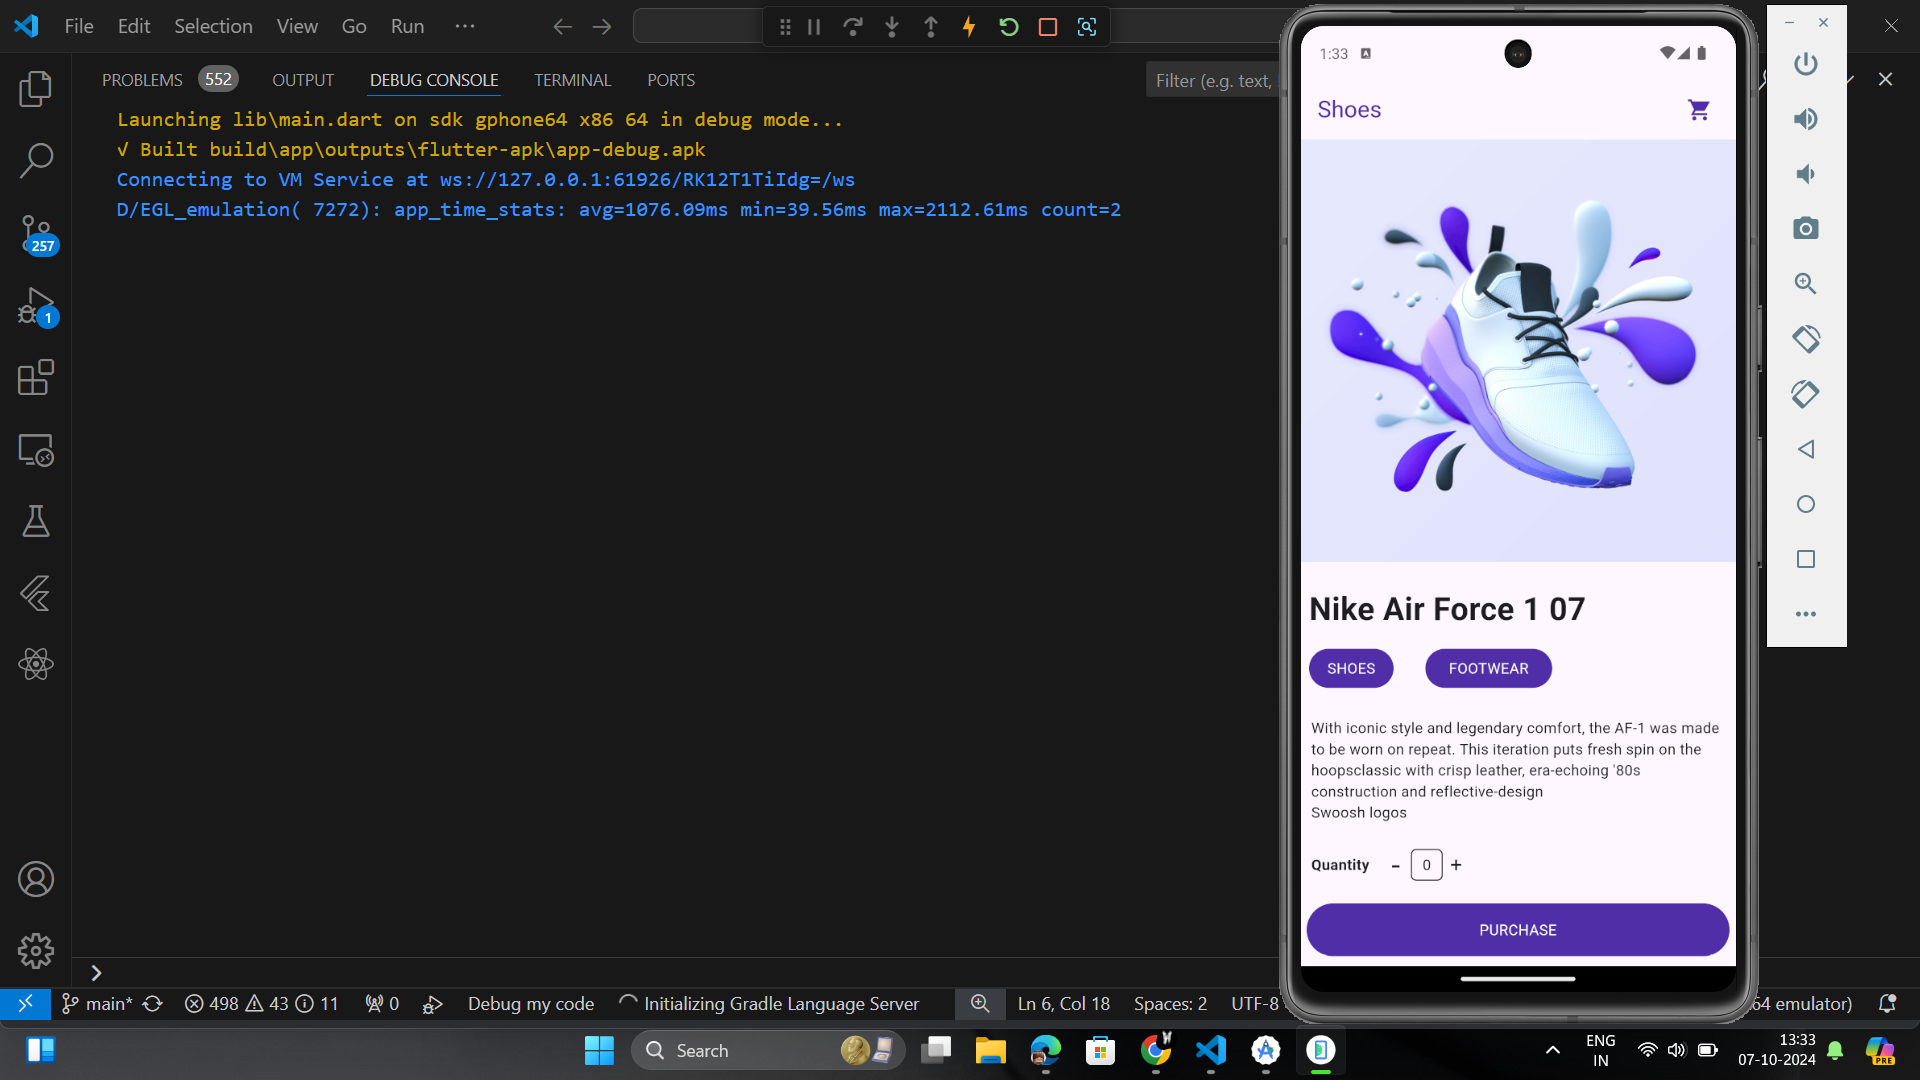 File Edit Selection View Go Run ···
PROBLEMS 552 OUTPUT DEBUG CONSOLE TERMINAL PORTS
Filter (e.g. text,
Launching lib\main.dart on sdk gphone64 x86 64 in debug mode...
√ Built build\app\outputs\flutter-apk\app-debug.apk
Connecting to VM Service at ws://127.0.0.1:61926/RK12T1TiIdg=/ws
D/EGL_emulation( 7272): app_time_stats: avg=1076.09ms min=39.56ms max=2112.61ms count=2
257
1
1:33
Shoes
Nike Air Force 1 07
SHOES FOOTWEAR
With iconic style and legendary comfort, the AF-1 was made
to be worn on repeat. This iteration puts fresh spin on the
hoopsclassic with crisp leather, era-echoing '80s
construction and reflective-design
Swoosh logos
Quantity - 0 +
PURCHASE
main* 498 43 11 0 Debug my code Initializing Gradle Language Server Ln 6, Col 18 Spaces: 2 UTF-8 64 emulator)
Search
ENG
IN
13:33
07-10-2024
PRE